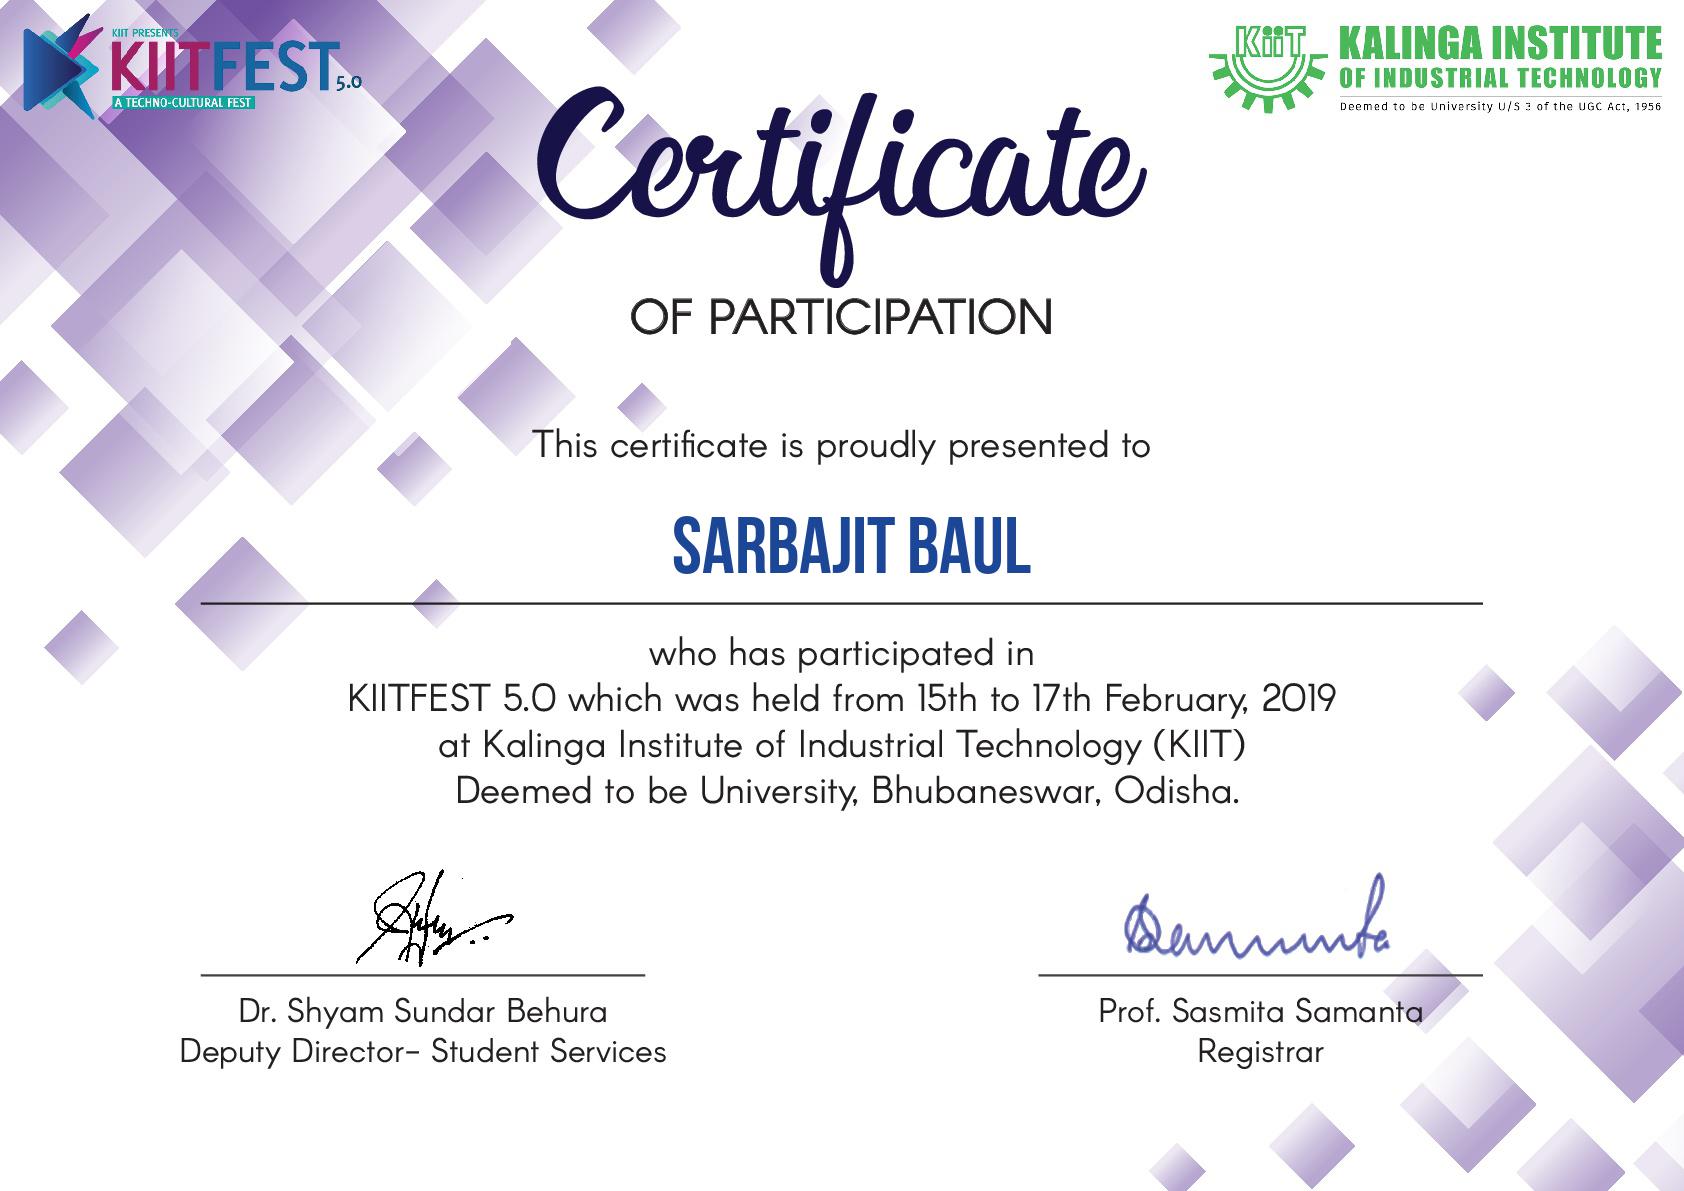 KIIT PRESENTS
KIITFEST 5.0
A TECHNO-CULTURAL FEST
KiiT
KALINGA INSTITUTE
OF INDUSTRIAL TECHNOLOGY
Deemed to be University U/S 3 of the UGC Act, 1956
Certificate
OF PARTICIPATION
This certificate is proudly presented to
SARBAJIT BAUL
who has participated in
KIITFEST 5.0 which was held from 15th to 17th February, 2019
at Kalinga Institute of Industrial Technology (KIIT)
Deemed to be University, Bhubaneswar, Odisha.
Dr. Shyam Sundar Behura
Deputy Director- Student Services
Prof. Sasmita Samanta
Registrar